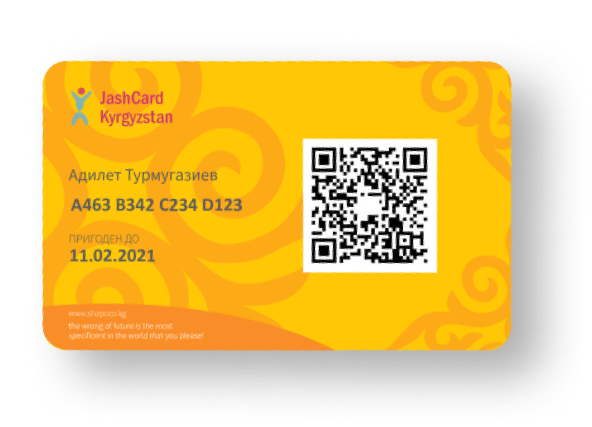 JashCard
Kyrgyzstan
Адилет Турмугазиев
A463 B342 C234 D123
ПРИГОДЕН ДО
11.02.2021
the wrong of future is the most
specificent in the world that you please!